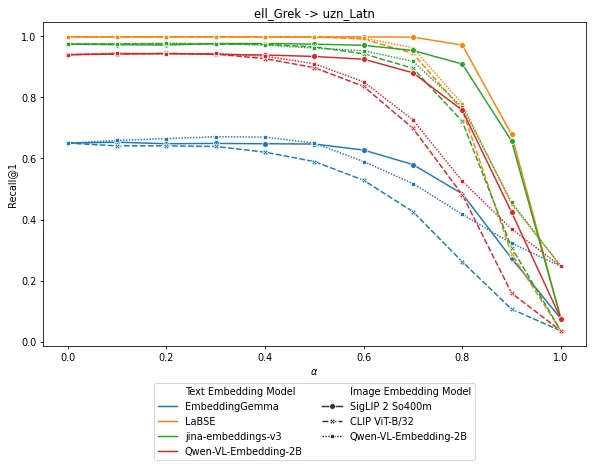 ell_Grek -> uzn_Latn
Recall@1
1.0
0.8
0.6
0.4
0.2
0.0
0.0 0.2 0.4 0.6 0.8 1.0
α
Text Embedding Model Image Embedding Model
EmbeddingGemma SigLIP 2 So400m
LaBSE CLIP ViT-B/32
jina-embeddings-v3 Qwen-VL-Embedding-2B
Qwen-VL-Embedding-2B